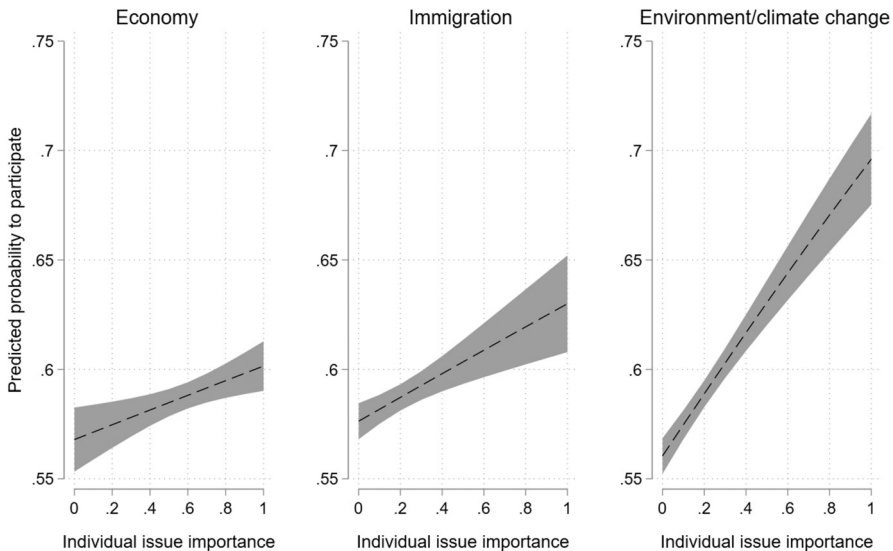 Economy
Immigration
Environment/climate change
Predicted probability to participate
.75
.7
.65
.6
.55
0 .2 .4 .6 .8 1
Individual issue importance
.75
.7
.65
.6
.55
0 .2 .4 .6 .8 1
Individual issue importance
.75
.7
.65
.6
.55
0 .2 .4 .6 .8 1
Individual issue importance